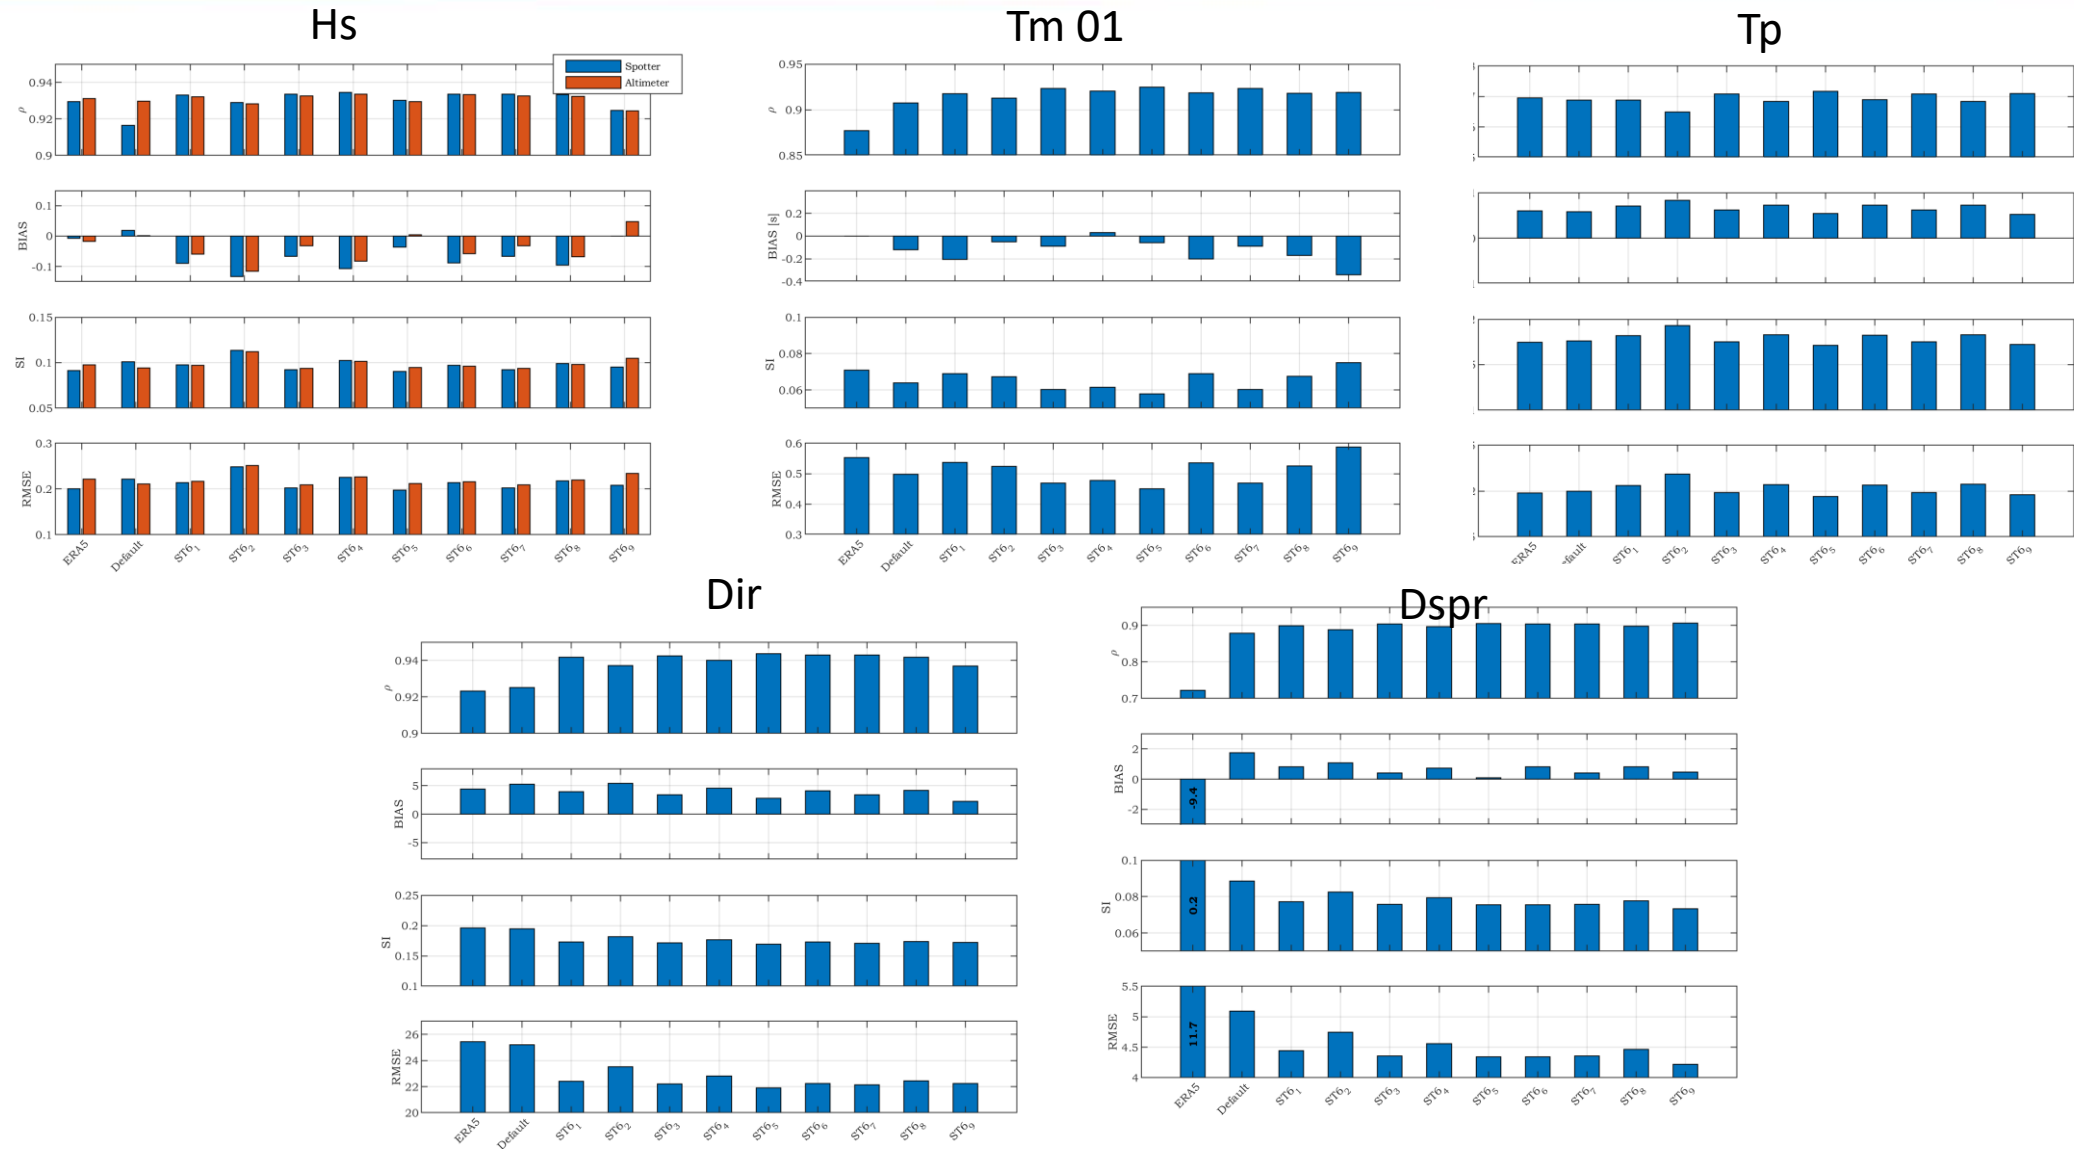 Hs
Tm 01
Tp
Spotter
Altimeter
ρ
0.94
0.92
0.9
BIAS
0.1
0
-0.1
SI
0.15
0.1
0.05
RMSE
0.3
0.2
0.1
ERA5 Default ST6₁ ST6₂ ST6₃ ST6₄ ST6₅ ST6₆ ST6₇ ST6₈ ST6₉
ρ
0.95
0.9
0.85
BIAS [s]
0.2
0
-0.2
-0.4
SI
0.1
0.08
0.06
RMSE
0.6
0.5
0.4
0.3
ERA5 Default ST6₁ ST6₂ ST6₃ ST6₄ ST6₅ ST6₆ ST6₇ ST6₈ ST6₉
ERA5 fault ST6₁ ST6₂ ST6₃ ST6₄ ST6₅ ST6₆ ST6₇ ST6₈ ST6₉
Dir
Dspr
ρ
0.94
0.92
0.9
BIAS
5
0
-5
SI
0.25
0.2
0.15
0.1
RMSE
26
24
22
20
ERA5 Default ST6₁ ST6₂ ST6₃ ST6₄ ST6₅ ST6₆ ST6₇ ST6₈ ST6₉
ρ
0.9
0.8
0.7
BIAS
2
0
-2
-9.4
SI
0.1
0.08
0.06
0.2
RMSE
5.5
5
4.5
4
11.7
ERA5 Default ST6₁ ST6₂ ST6₃ ST6₄ ST6₅ ST6₆ ST6₇ ST6₈ ST6₉